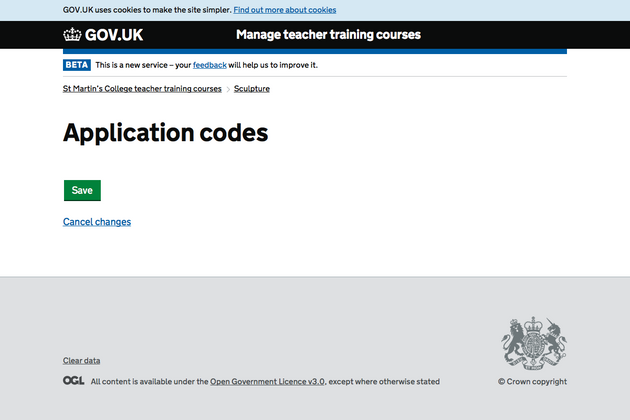 GOV.UK uses cookies to make the site simpler. Find out more about cookies
GOV.UK Manage teacher training courses
BETA This is a new service – your feedback will help us to improve it.
St Martin's College teacher training courses > Sculpture
Application codes
Save
Cancel changes
Clear data
OGL All content is available under the Open Government Licence v3.0, except where otherwise stated
© Crown copyright